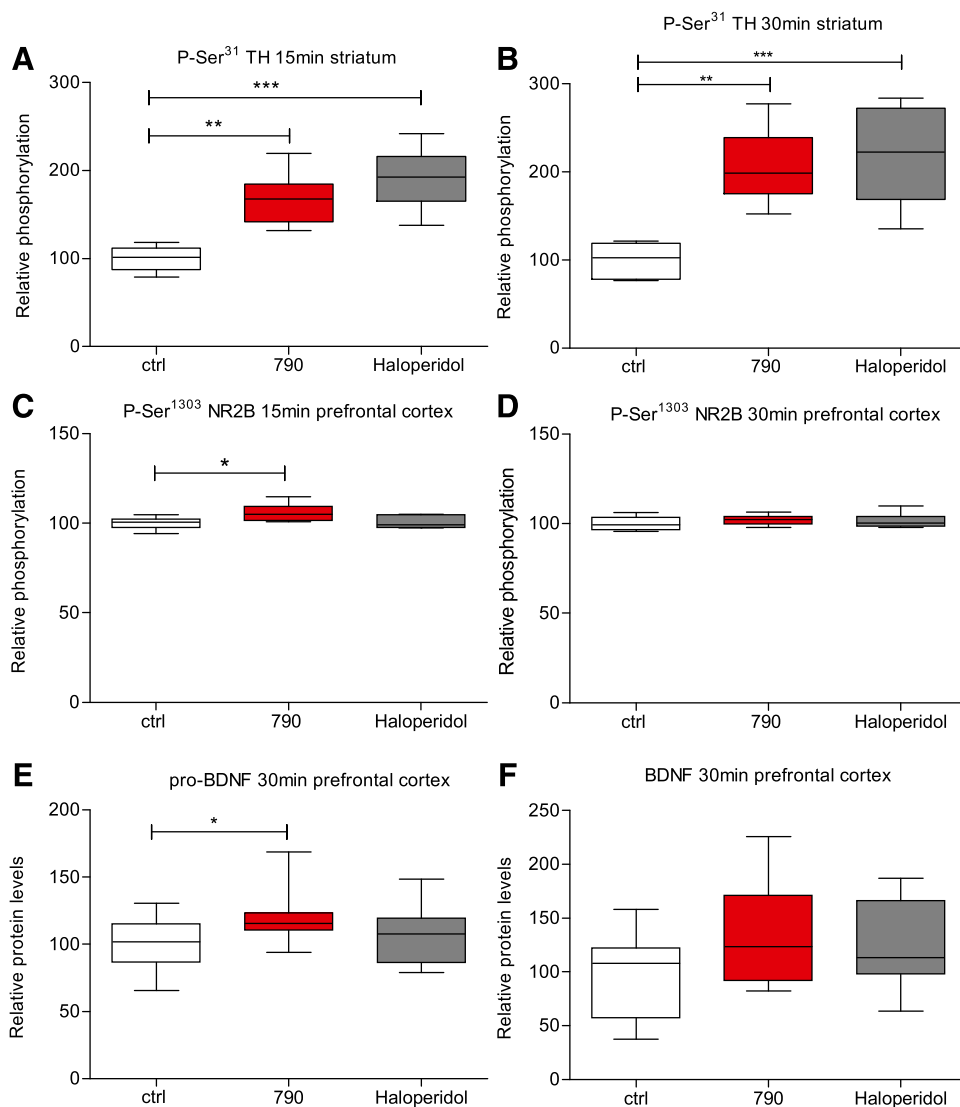 A
P-Ser³¹ TH 15min striatum
Relative phosphorylation
300
200
100
0
***
**
ctrl 790 Haloperidol
B
P-Ser³¹ TH 30min striatum
Relative phosphorylation
300
200
100
0
***
**
ctrl 790 Haloperidol
C
P-Ser¹³⁰³ NR2B 15min prefrontal cortex
Relative phosphorylation
150
100
50
0
*
ctrl 790 Haloperidol
D
P-Ser¹³⁰³ NR2B 30min prefrontal cortex
Relative phosphorylation
150
100
50
0
ctrl 790 Haloperidol
E
pro-BDNF 30min prefrontal cortex
Relative protein levels
200
150
100
50
0
*
ctrl 790 Haloperidol
F
BDNF 30min prefrontal cortex
Relative protein levels
250
200
150
100
50
0
ctrl 790 Haloperidol